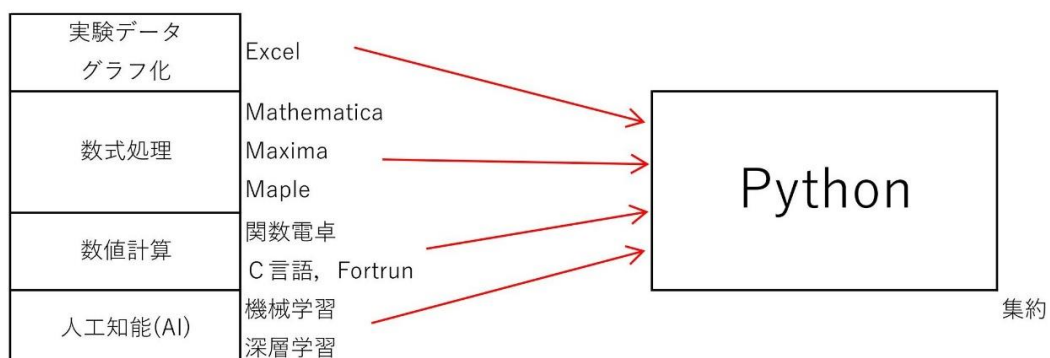 実験データ
グラフ化
Excel
数式処理
Mathematica
Maxima
Maple
数値計算
関数電卓
C言語，Fortrun
人工知能(AI)
機械学習
深層学習
Python
集約